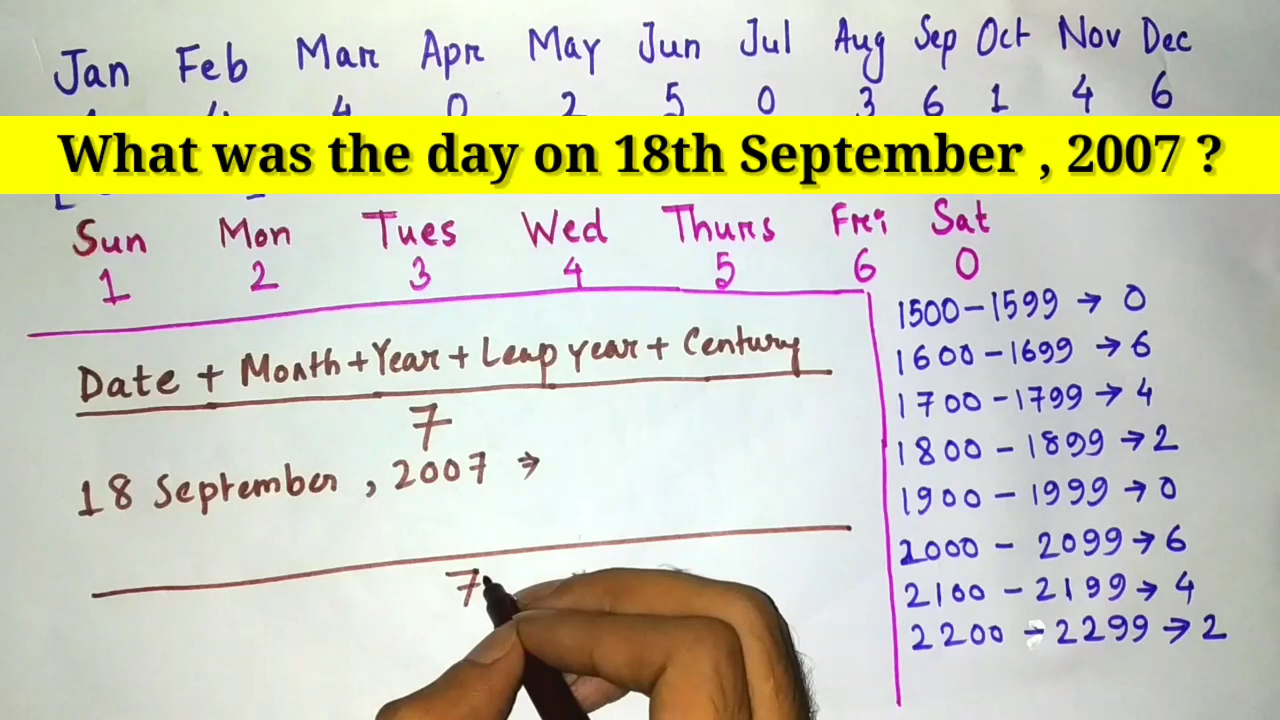 Jan Feb Mar Apr May Jun Jul Aug Sep Oct Nov Dec
4 0 2 5 0 3 6 1 4 6
What was the day on 18th September , 2007 ?
Sun Mon Tues Wed Thurs Fri Sat
1 2 3 4 5 6 0
Date + Month + Year + Leap year + Century
7
18 September , 2007 ⇒
7
1500 - 1599 → 0
1600 - 1699 → 6
1700 - 1799 → 4
1800 - 1899 → 2
1900 - 1999 → 0
2000 - 2099 → 6
2100 - 2199 → 4
2200 - 2299 → 2